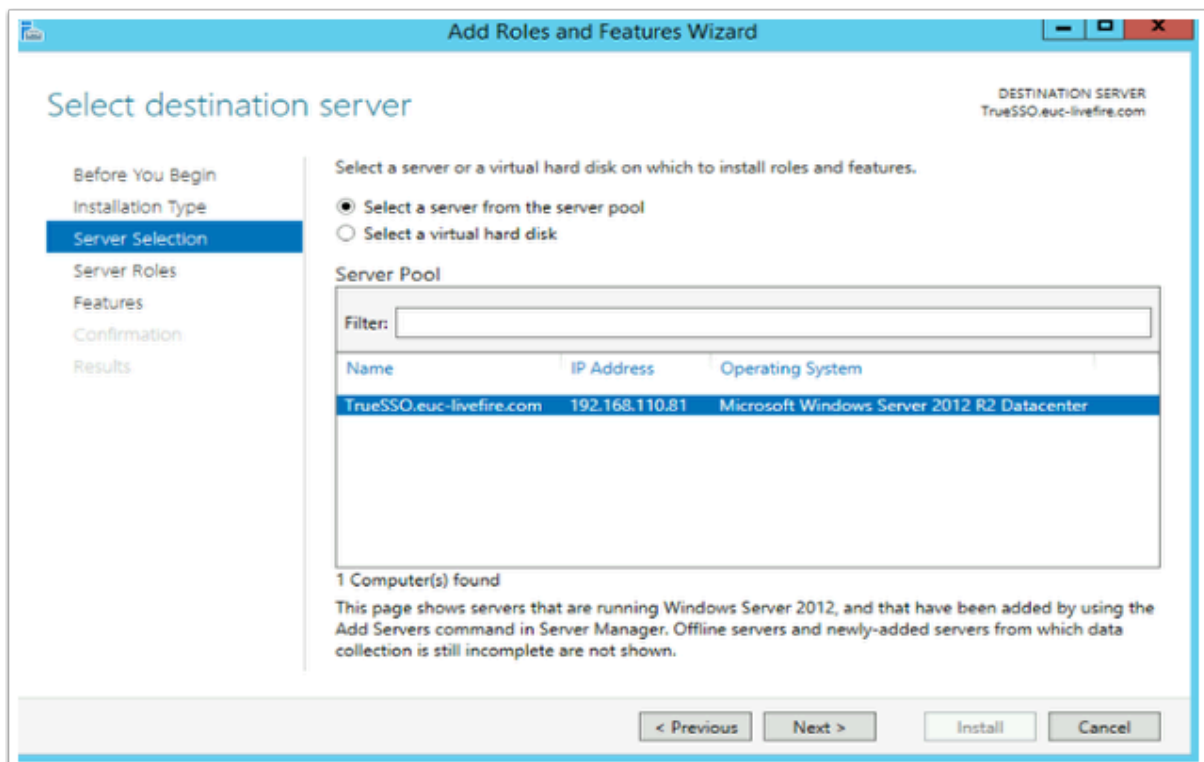 Add Roles and Features Wizard
Select destination server
DESTINATION SERVER
TrueSSO.euc-livefire.com
Before You Begin
Installation Type
Server Selection
Server Roles
Features
Confirmation
Results
Select a server or a virtual hard disk on which to install roles and features.
Select a server from the server pool
Select a virtual hard disk
Server Pool
Filter:
Name IP Address Operating System
TrueSSO.euc-livefire.com 192.168.110.81 Microsoft Windows Server 2012 R2 Datacenter
1 Computer(s) found
This page shows servers that are running Windows Server 2012, and that have been added by using the
Add Servers command in Server Manager. Offline servers and newly-added servers from which data
collection is still incomplete are not shown.
< Previous Next > Install Cancel